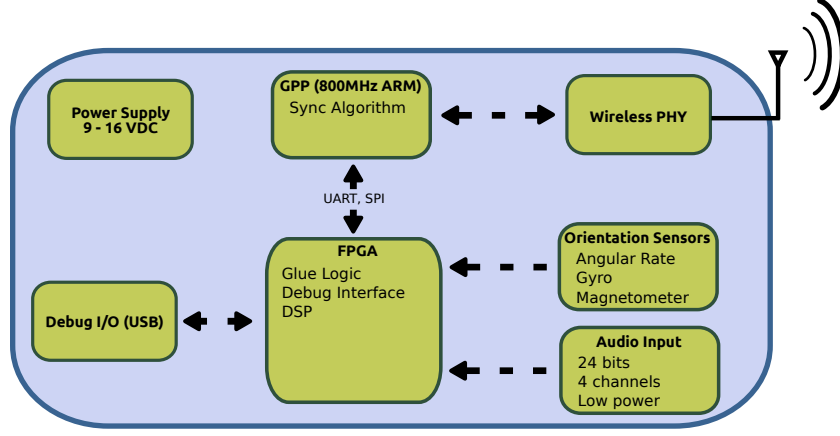 Power Supply
9 - 16 VDC
GPP (800MHz ARM)
Sync Algorithm
Wireless PHY
UART, SPI
FPGA
Glue Logic
Debug Interface
DSP
Orientation Sensors
Angular Rate
Gyro
Magnetometer
Debug I/O (USB)
Audio Input
24 bits
4 channels
Low power